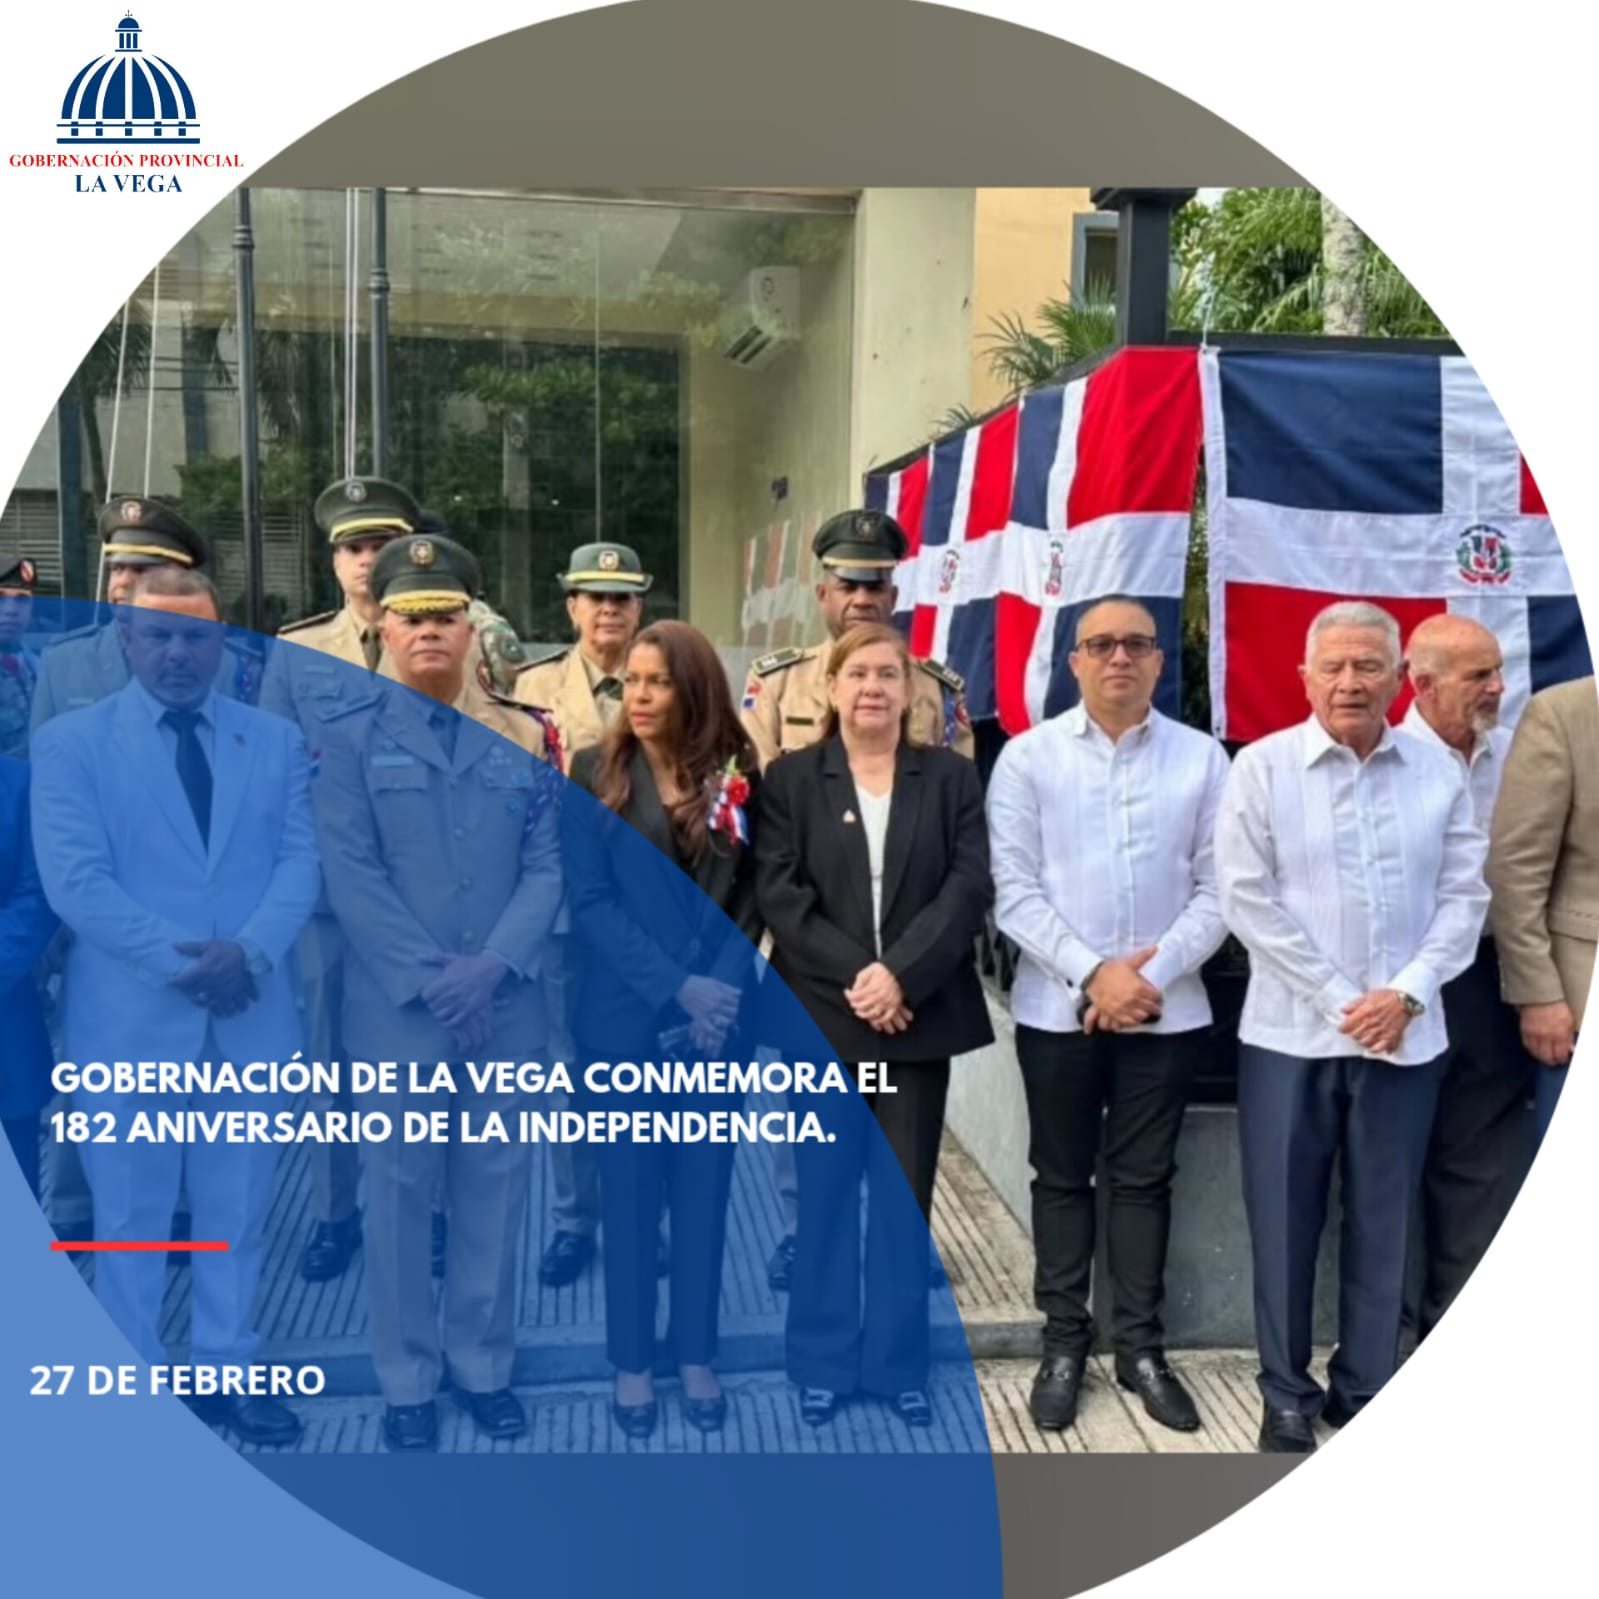 GOBERNACIÓN PROVINCIAL
LA VEGA
GOBERNACIÓN DE LA VEGA CONMEMORA EL
182 ANIVERSARIO DE LA INDEPENDENCIA.
27 DE FEBRERO